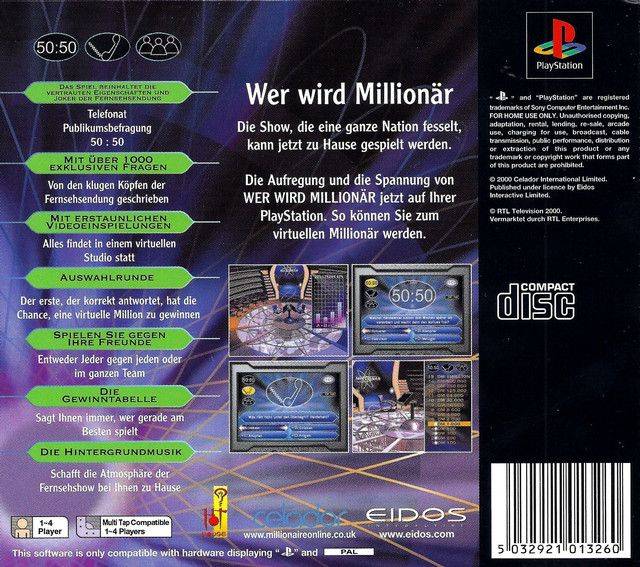 50:50
DAS SPIEL BEINHALTET DIE
VERTRAUTEN EIGENSCHAFTEN UND
JOKER DER FERNSEHSENDUNG
Telefonat
Publikumsbefragung
50 : 50
MIT ÜBER 1000
EXKLUSIVEN FRAGEN
Von den klugen Köpfen der
Fernsehsendung geschrieben
MIT ERSTAUNLICHEN
VIDEOEINSPIELUNGEN
Alles findet in einem virtuellen
Studio statt
AUSWAHLRUNDE
Der erste, der korrekt antwortet, hat die
Chance, eine virtuelle Million zu gewinnen
SPIELEN SIE GEGEN
IHRE FREUNDE
Entweder Jeder gegen jeden oder
im ganzen Team
DIE
GEWINNTABELLE
Sagt Ihnen immer, wer gerade am
Besten spielt
DIE HINTERGRUNDMUSIK
Schafft die Atmosphäre der
Fernsehshow bei Ihnen zu Hause
Wer wird Millionär
Die Show, die eine ganze Nation fesselt,
kann jetzt zu Hause gespielt werden.
Die Aufregung und die Spannung von
WER WIRD MILLIONÄR jetzt auf Ihrer
PlayStation. So können Sie zum
virtuellen Millionär werden.
50:50
PlayStation
" " and "PlayStation" are registered
trademarks of Sony Computer Entertainment Inc.
FOR HOME USE ONLY. Unauthorised copying,
adaptation, rental, lending, re-sale, arcade
use, charging for use, broadcast, cable
transmission, public performance, distribution
or extraction of this product or any
trademark or copyright work that forms part
of this product are prohibited.
© 2000 Celador International Limited.
Published under licence by Eidos
Interactive Limited.
© RTL Television 2000.
Vermarktet durch RTL Enterprises.
COMPACT
disc
1-4
Player
Multi Tap Compatible
1-4 Players
celador
EIDOS
INTERACTIVE
www.millionaireonline.co.uk
www.eidos.com
This software is only compatible with hardware displaying " " and PAL
5 032921 013260